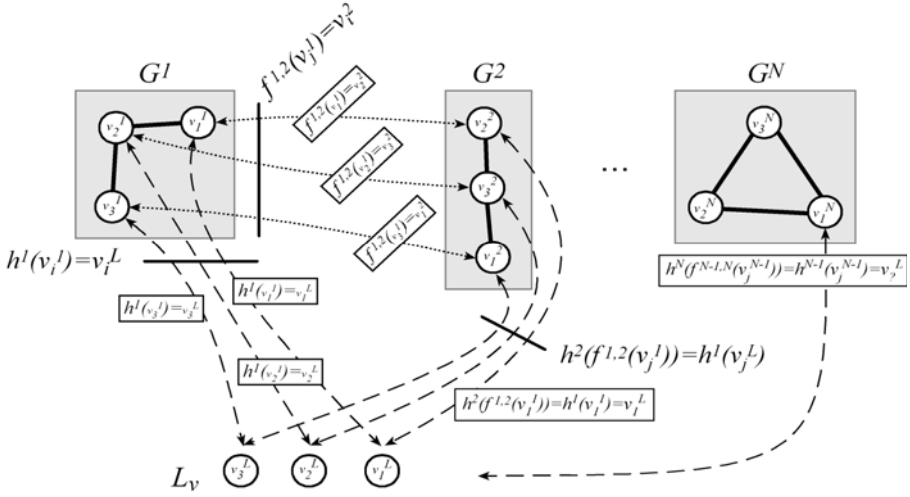 G¹
f¹,²(vⱼ¹)=vᵢ²
G²
Gᴺ
v₂¹
v₁¹
v₃¹
f¹,²(v₁¹)=v₂²
f¹,²(v₂¹)=v₃²
f¹,²(v₃¹)=v₁²
v₂²
v₃²
v₁²
...
v₃ᴺ
v₂ᴺ
v₁ᴺ
h¹(vᵢ¹)=vᵢᴸ
hᴺ(fᴺ⁻¹,ᴺ(vⱼᴺ⁻¹))=hᴺ⁻¹(vⱼᴺ⁻¹)=v?ᴸ
h¹(v₃¹)=v₃ᴸ
h¹(v₁¹)=v₁ᴸ
h¹(v₂¹)=v₂ᴸ
h²(f¹,²(vⱼ¹))=h¹(vⱼᴸ)
h²(f¹,²(v₁¹))=h¹(v₁¹)=v₁ᴸ
Lᵥ
v₃ᴸ
v₂ᴸ
v₁ᴸ